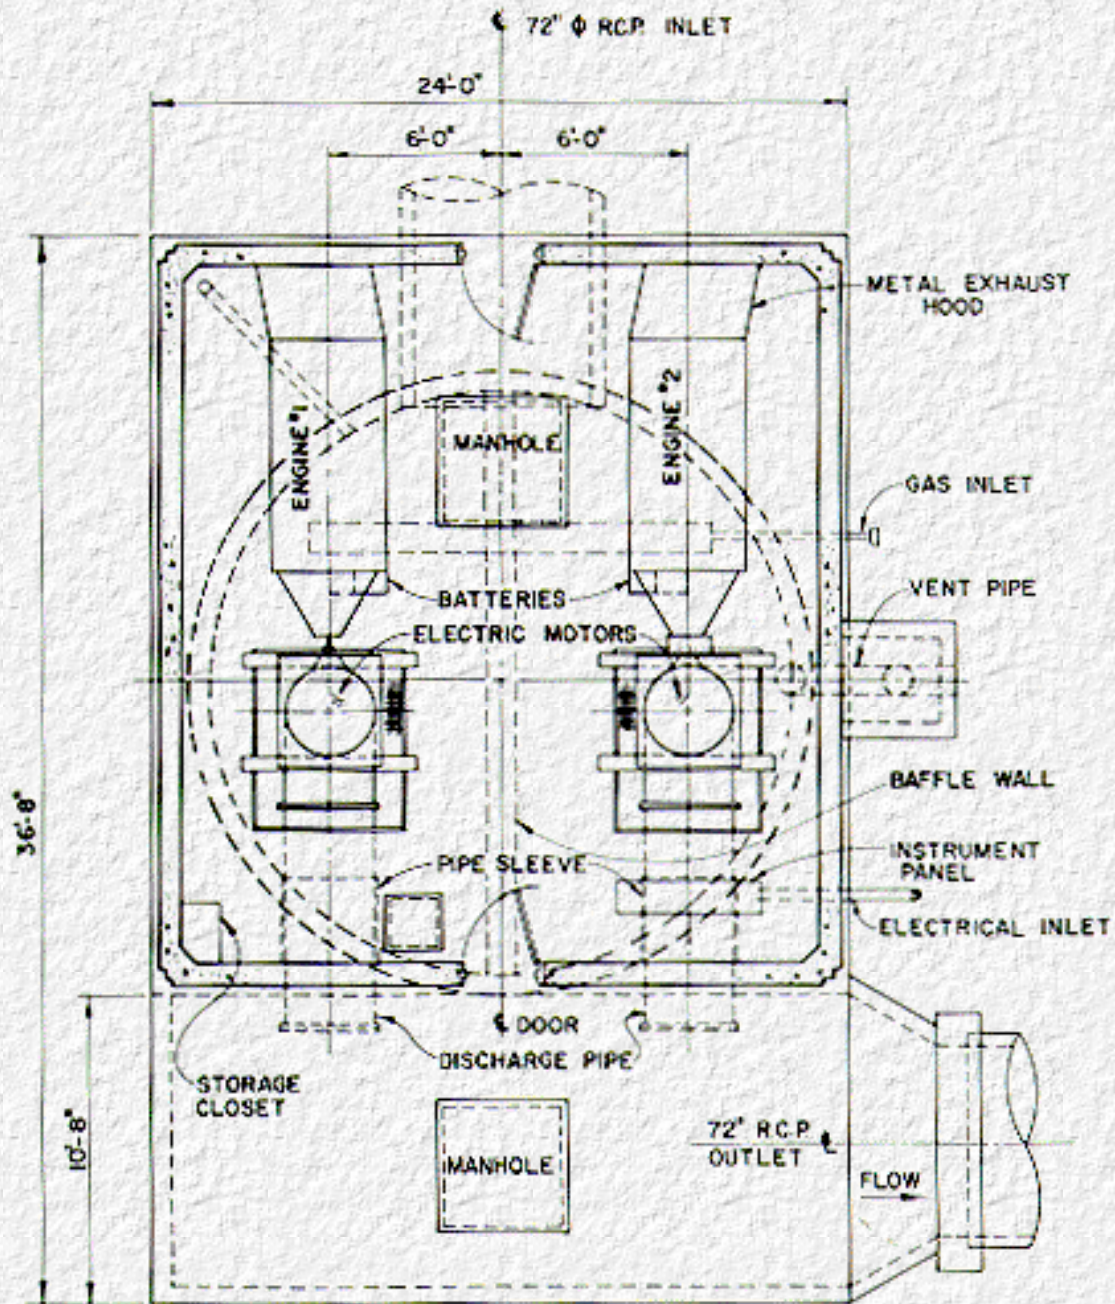 ℄ 72" ɸ R.C.P. INLET
24'-0"
6'-0" 6'-0"
METAL EXHAUST
HOOD
ENGINE #1
ENGINE #2
MANHOLE
GAS INLET
BATTERIES
VENT PIPE
ELECTRIC MOTORS
BAFFLE WALL
36'-8"
PIPE SLEEVE
INSTRUMENT
PANEL
ELECTRICAL INLET
℄ DOOR
DISCHARGE PIPE
STORAGE
CLOSET
10'-8"
72" R.C.P. ℄
OUTLET
MANHOLE
FLOW